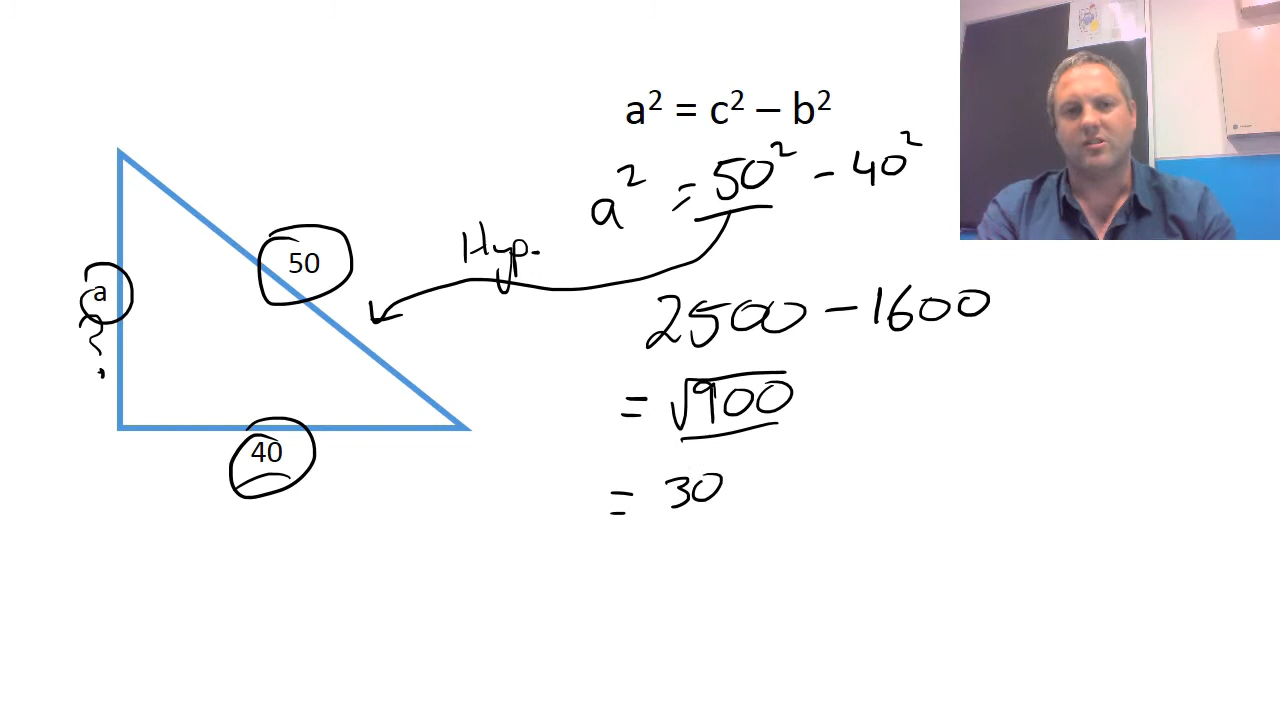 a² = c² – b²
a² = 50² - 40²
Hyp.
50
a
?
2500 - 1600
= √900
40
= 30